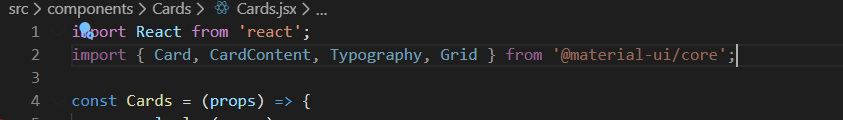 src > components > Cards > Cards.jsx > ...
1 import React from 'react';
2 import { Card, CardContent, Typography, Grid } from '@material-ui/core';
3
4 const Cards = (props) => {